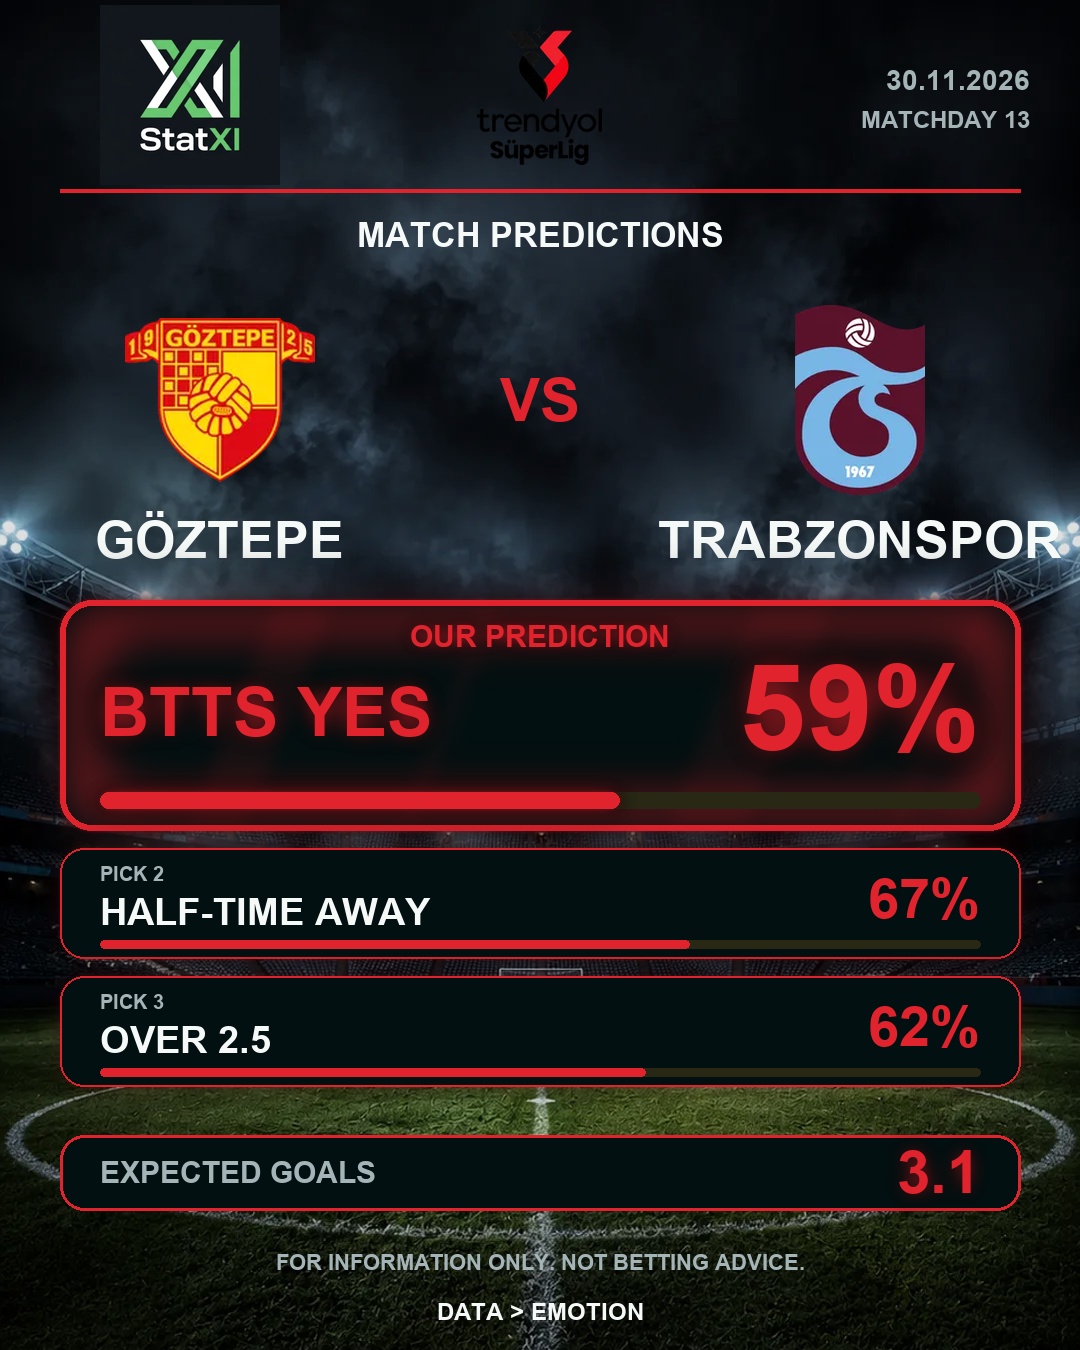 StatXI
trendyol
SüperLig
30.11.2026
MATCHDAY 13
MATCH PREDICTIONS
19 GÖZTEPE 25
VS
1967
GÖZTEPE
TRABZONSPOR
OUR PREDICTION
BTTS YES
59%
PICK 2
HALF-TIME AWAY
67%
PICK 3
OVER 2.5
62%
EXPECTED GOALS
3.1
FOR INFORMATION ONLY. NOT BETTING ADVICE.
DATA > EMOTION